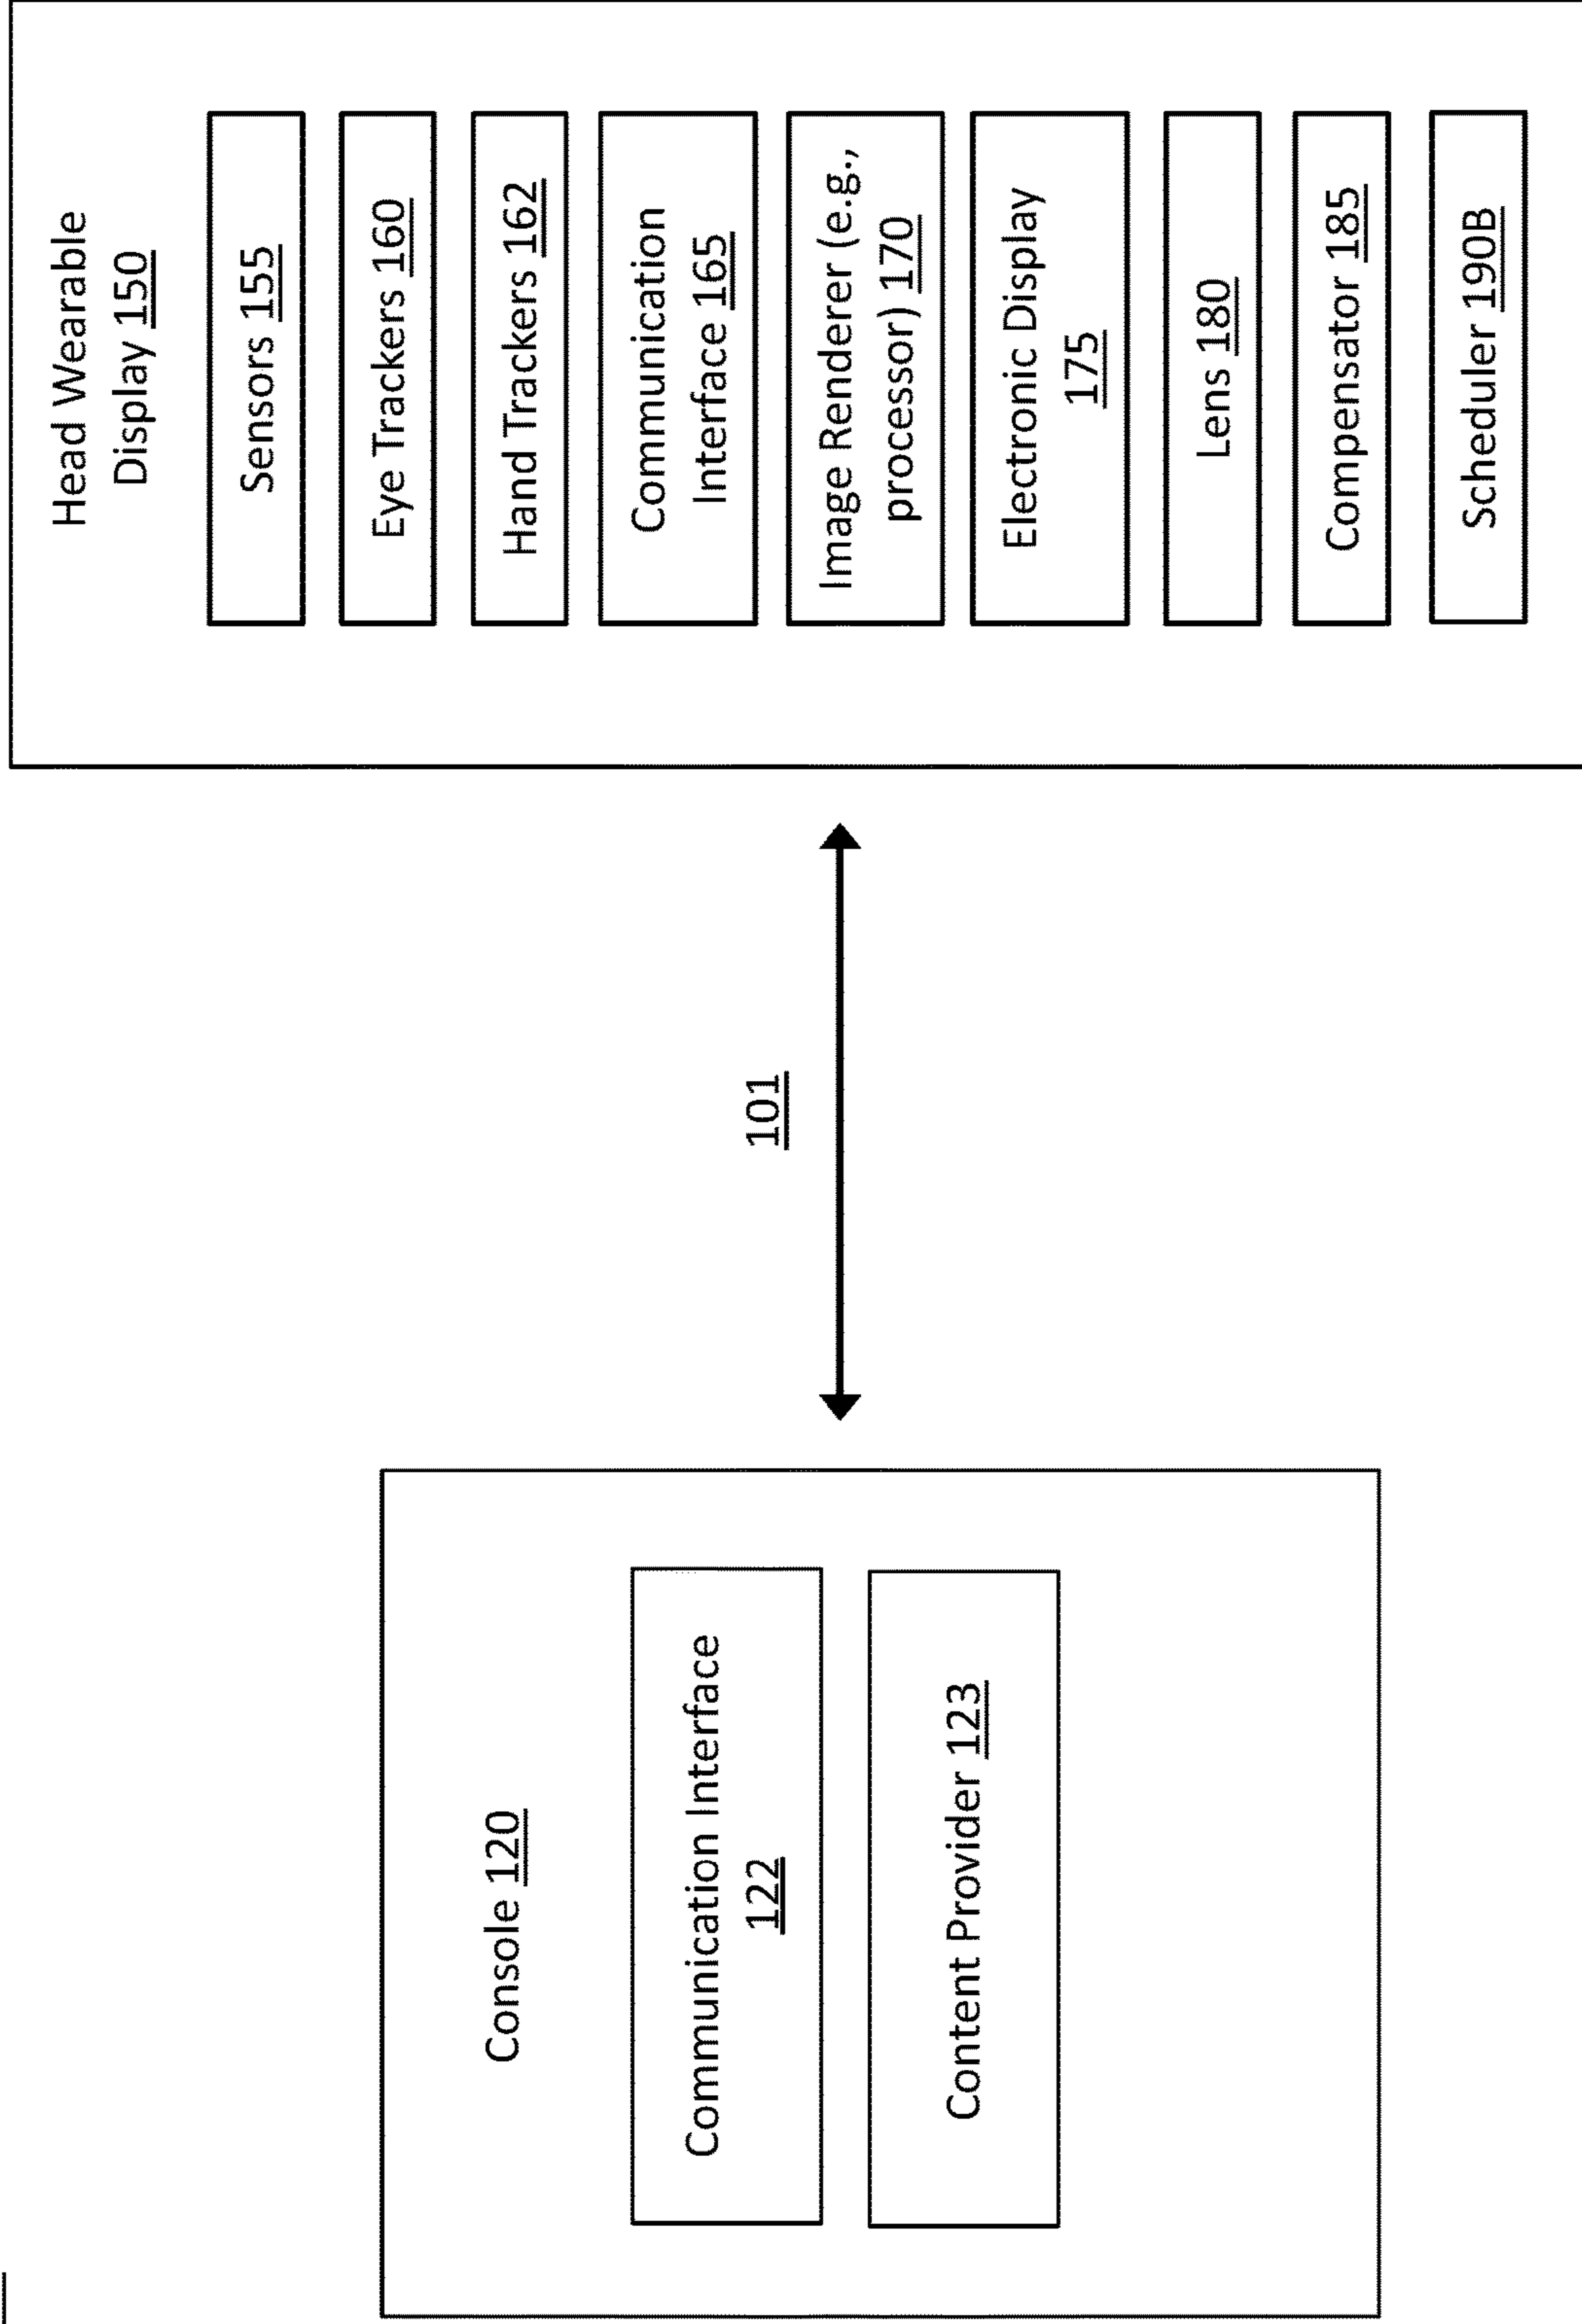 Console 120
Communication Interface
122
Content Provider 123
101
Head Wearable
Display 150
Sensors 155
Eye Trackers 160
Hand Trackers 162
Communication
Interface 165
Image Renderer (e.g.,
processor) 170
Electronic Display
175
Lens 180
Compensator 185
Scheduler 190B